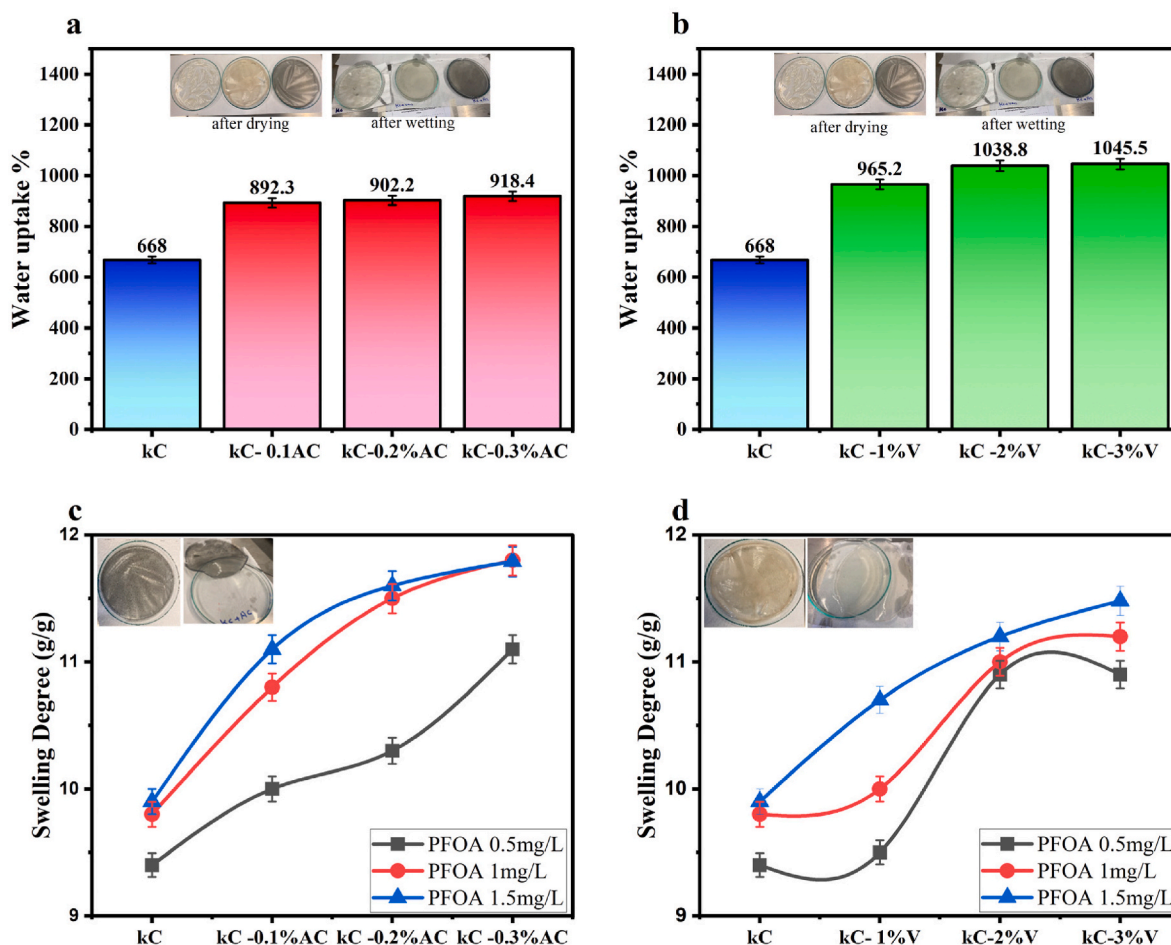 a
1400
1200
1000
800
600
400
200
0
Water uptake %
after drying
after wetting
668
892.3
902.2
918.4
kC
kC- 0.1AC
kC-0.2%AC
kC-0.3%AC
b
1400
1200
1000
800
600
400
200
0
Water uptake %
after drying
after wetting
668
965.2
1038.8
1045.5
kC
kC -1%V
kC -2%V
kC-3%V
c
12
11
10
9
Swelling Degree (g/g)
PFOA 0.5mg/L
PFOA 1mg/L
PFOA 1.5mg/L
kC
kC -0.1%AC
kC -0.2%AC
kC -0.3%AC
d
12
11
10
9
Swelling Degree (g/g)
PFOA 0.5mg/L
PFOA 1mg/L
PFOA 1.5mg/L
kC
kC- 1%V
kC-2%V
kC-3%V